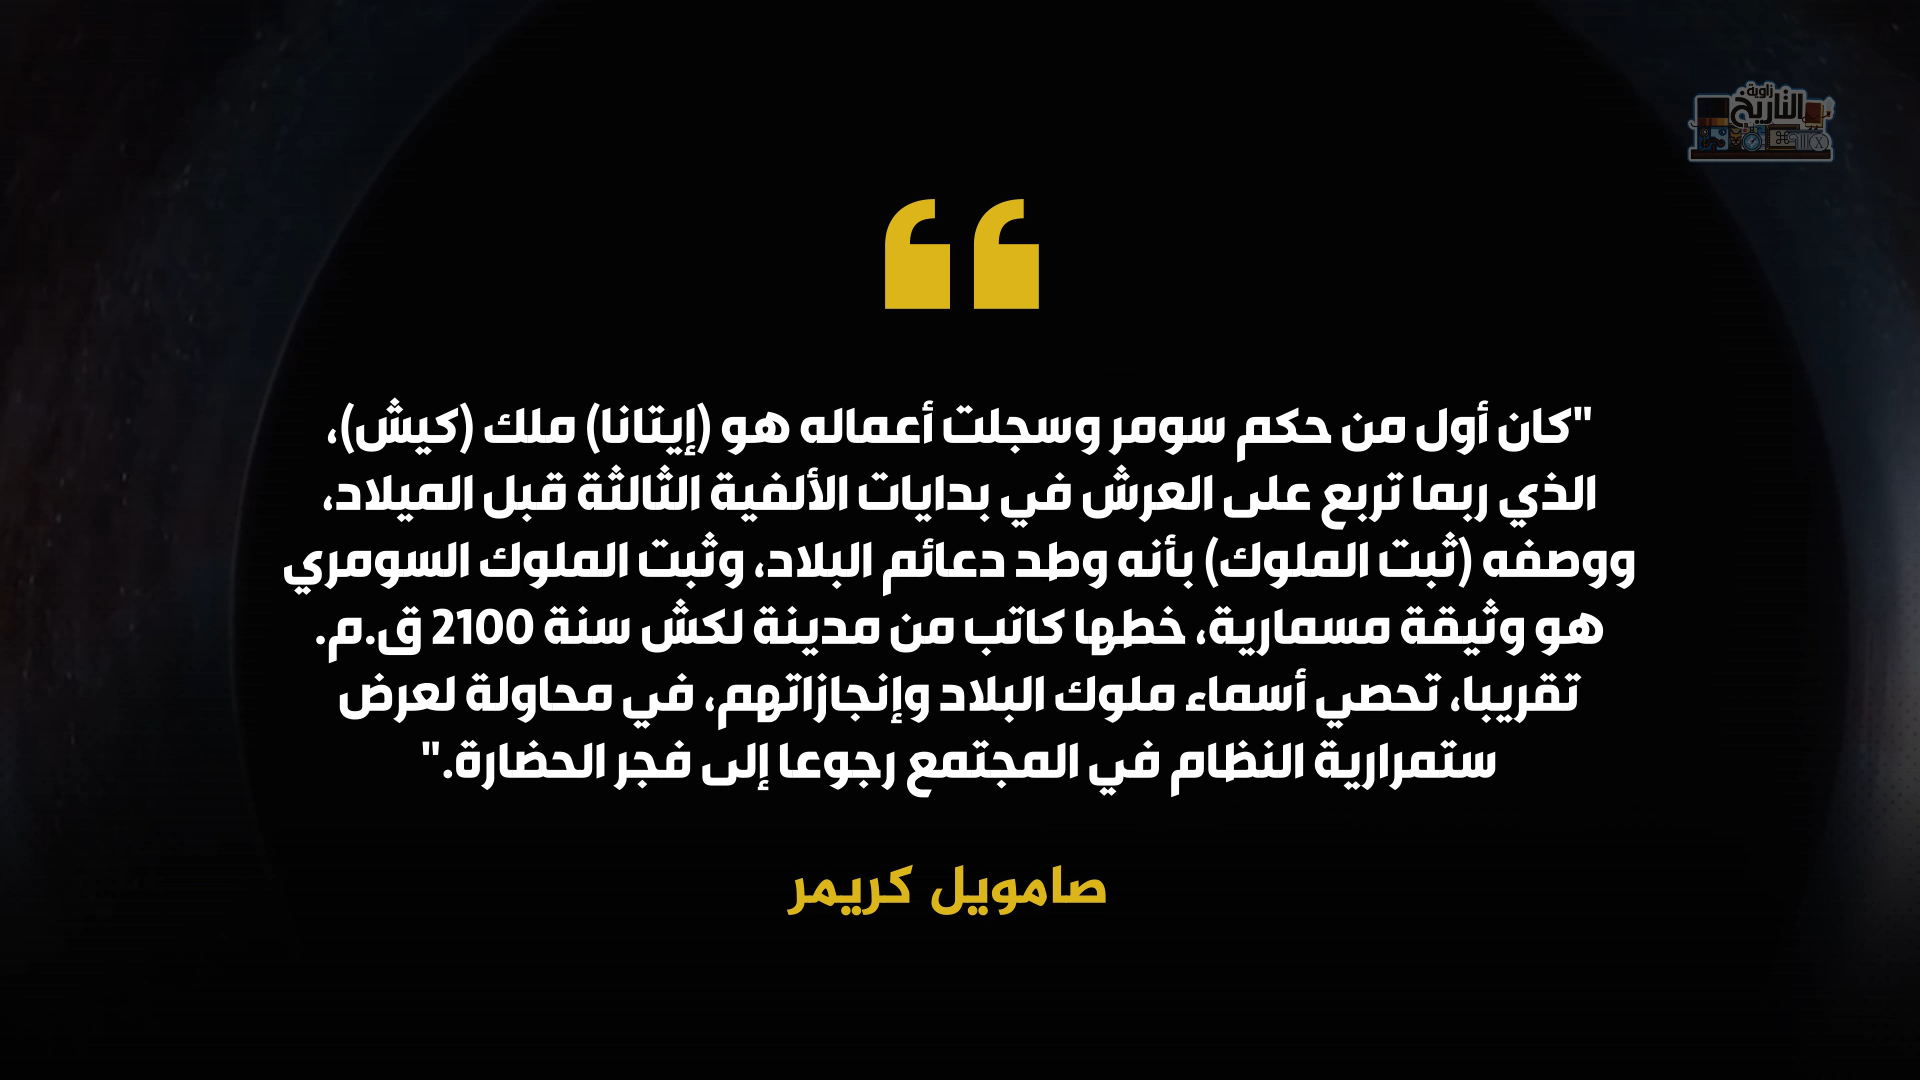 زاوية
التاريخ
"كان أول من حكم سومر وسجلت أعماله هو (إيتانا) ملك (كيش)،
الذي ربما تربع على العرش في بدايات الألفية الثالثة قبل الميلاد،
ووصفه (ثبت الملوك) بأنه وطد دعائم البلاد، وثبت الملوك السومري
هو وثيقة مسمارية، خطها كاتب من مدينة لكش سنة 2100 ق.م.
تقريبا، تحصي أسماء ملوك البلاد وإنجازاتهم، في محاولة لعرض
ستمرارية النظام في المجتمع رجوعا إلى فجر الحضارة."
صامويل كريمر